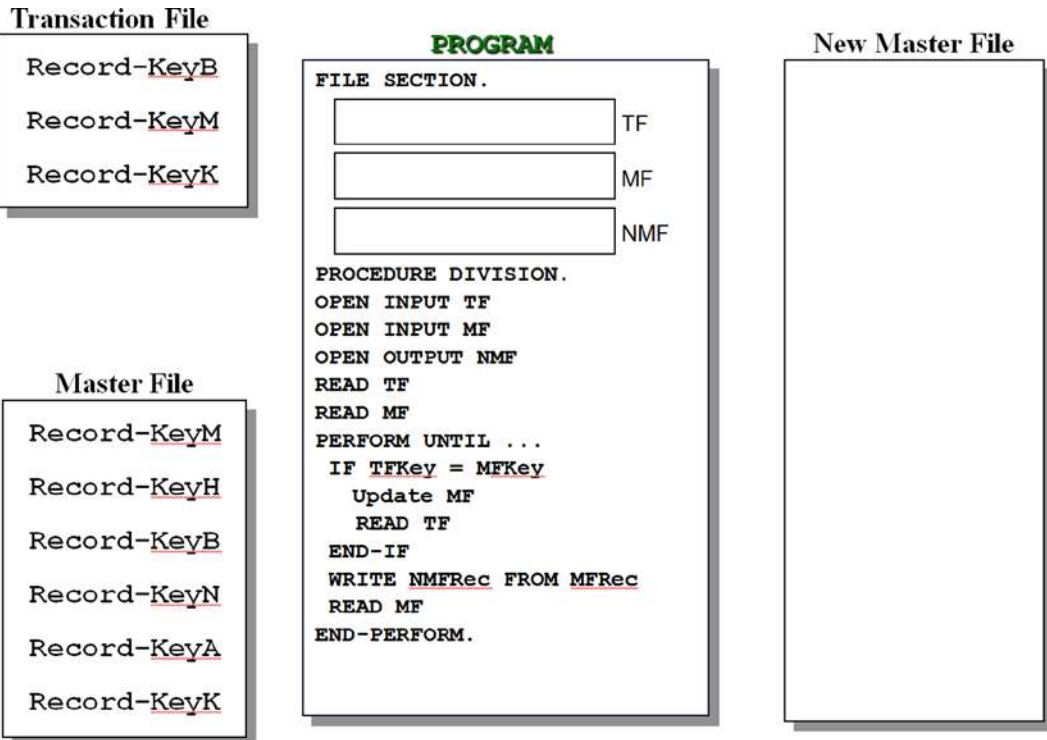 Transaction File
Record-KeyB
Record-KeyM
Record-KeyK
Master File
Record-KeyM
Record-KeyH
Record-KeyB
Record-KeyN
Record-KeyA
Record-KeyK
PROGRAM
FILE SECTION.
TF
MF
NMF
PROCEDURE DIVISION.
OPEN INPUT TF
OPEN INPUT MF
OPEN OUTPUT NMF
READ TF
READ MF
PERFORM UNTIL ...
IF TFKey = MFKey
Update MF
READ TF
END-IF
WRITE NMFRec FROM MFRec
READ MF
END-PERFORM.
New Master File